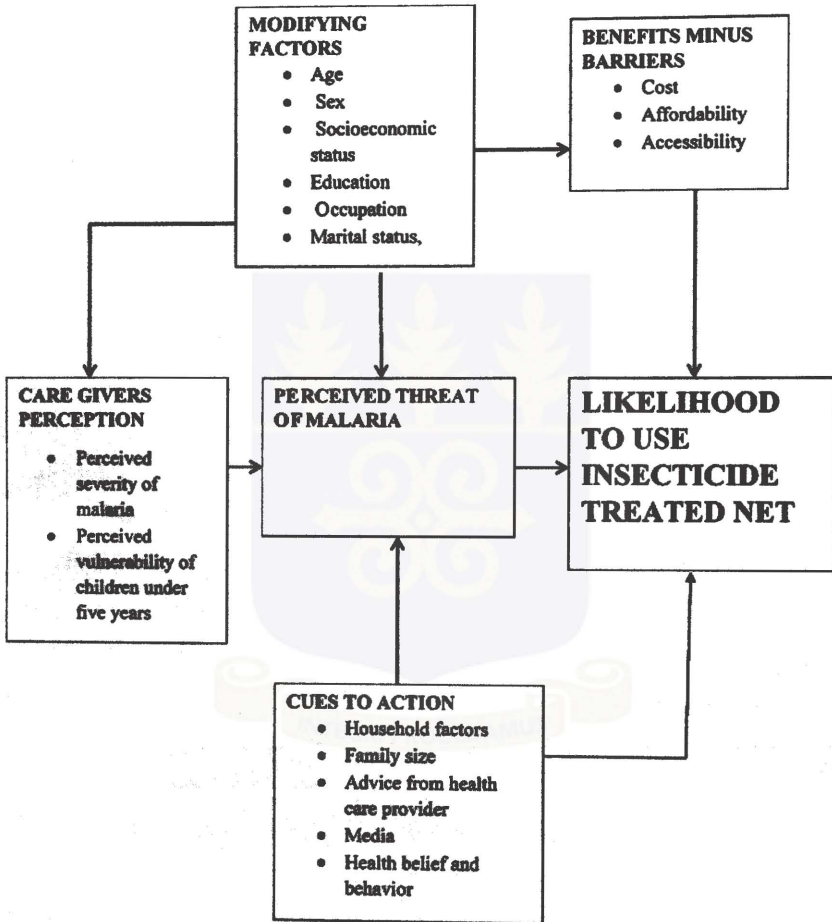 MODIFYING
FACTORS
• Age
• Sex
• Socioeconomic
status
• Education
• Occupation
• Marital status,
BENEFITS MINUS
BARRIERS
• Cost
• Affordability
• Accessibility
CARE GIVERS
PERCEPTION
• Perceived
severity of
malaria
• Perceived
vulnerability of
children under
five years
PERCEIVED THREAT
OF MALARIA
LIKELIHOOD
TO USE
INSECTICIDE
TREATED NET
CUES TO ACTION
• Household factors
• Family size
• Advice from health
care provider
• Media
• Health belief and
behavior